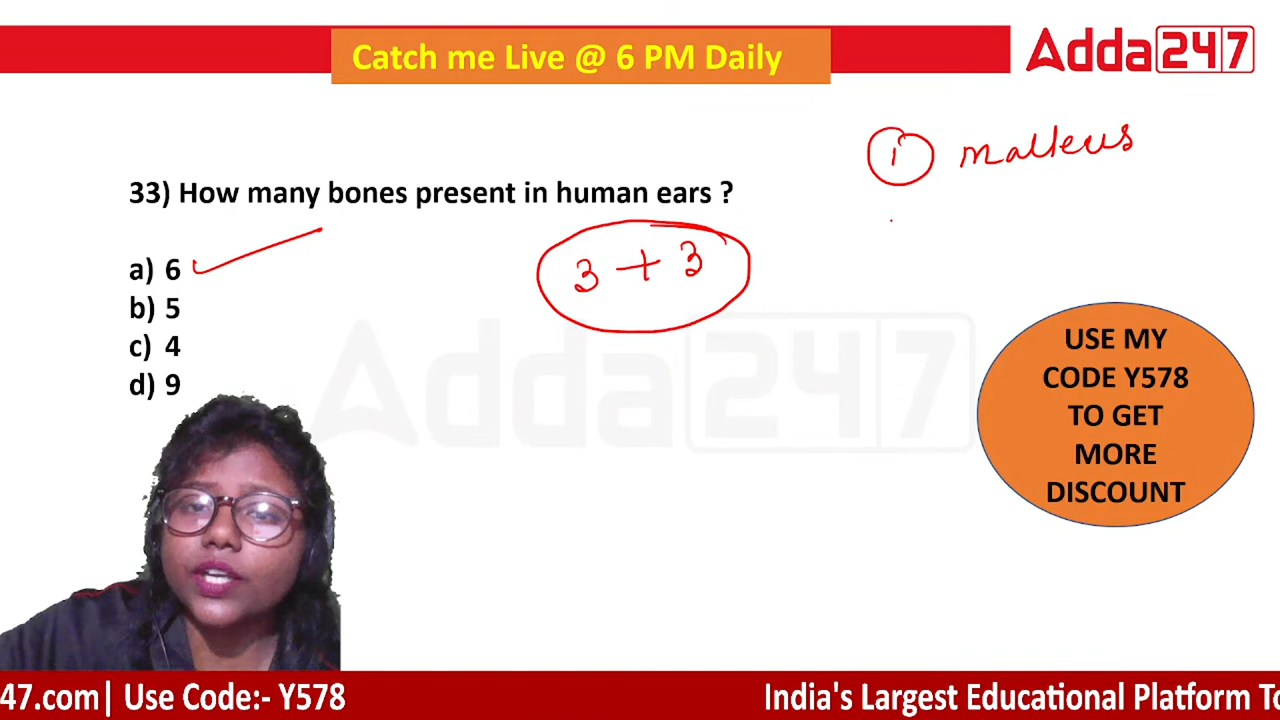 Catch me Live @ 6 PM Daily
Adda247
i malleus
33) How many bones present in human ears ?
3 + 3
a) 6
b) 5
c) 4
d) 9
Adda247
USE MY
CODE Y578
TO GET
MORE
DISCOUNT
47.com| Use Code:- Y578
India's Largest Educational Platform To